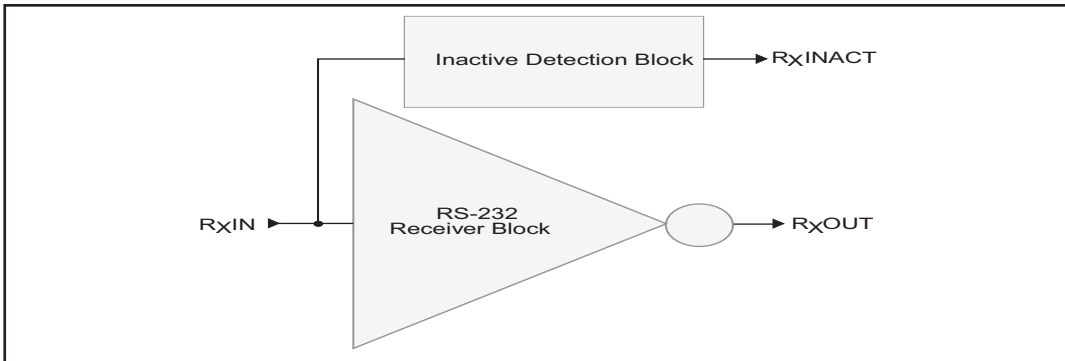 Inactive Detection Block
RXINACT
RXIN
RS-232
Receiver Block
RXOUT